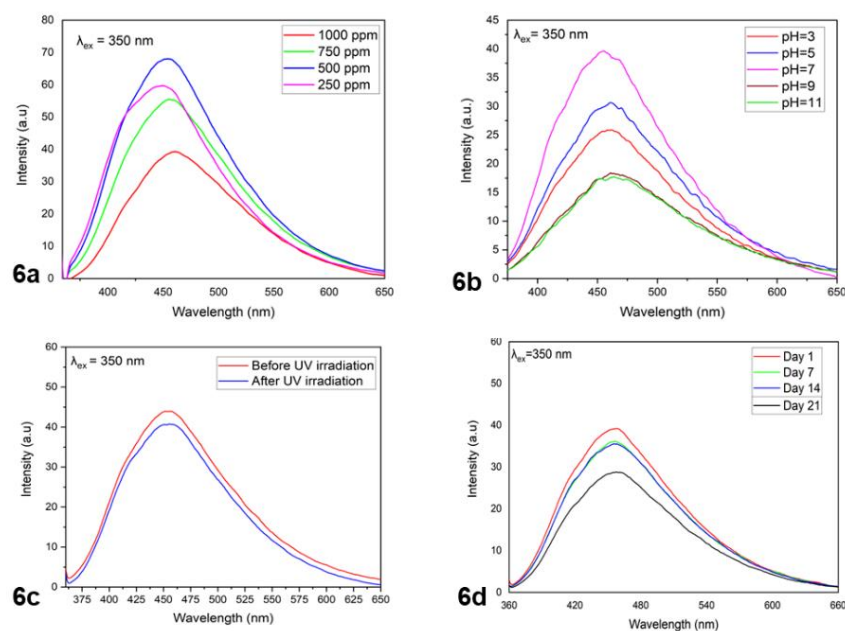 80
70
60
50
40
30
20
10
0
400
450
500
550
600
650
Intensity (a.u)
Wavelength (nm)
λex = 350 nm
1000 ppm
750 ppm
500 ppm
250 ppm
6a
45
40
35
30
25
20
15
10
5
0
400
450
500
550
600
650
Intensity (a.u.)
Wavelength (nm)
λex = 350 nm
pH=3
pH=5
pH=7
pH=9
pH=11
6b
60
50
40
30
20
10
0
375
400
425
450
475
500
525
550
575
600
625
650
Intensity (a.u)
Wavelength (nm)
λex = 350 nm
Before UV irradiation
After UV irradiation
6c
60
50
40
30
20
10
0
360
420
480
540
600
660
Intensity (a.u)
Wavelength (nm)
λex=350 nm
Day 1
Day 7
Day 14
Day 21
6d